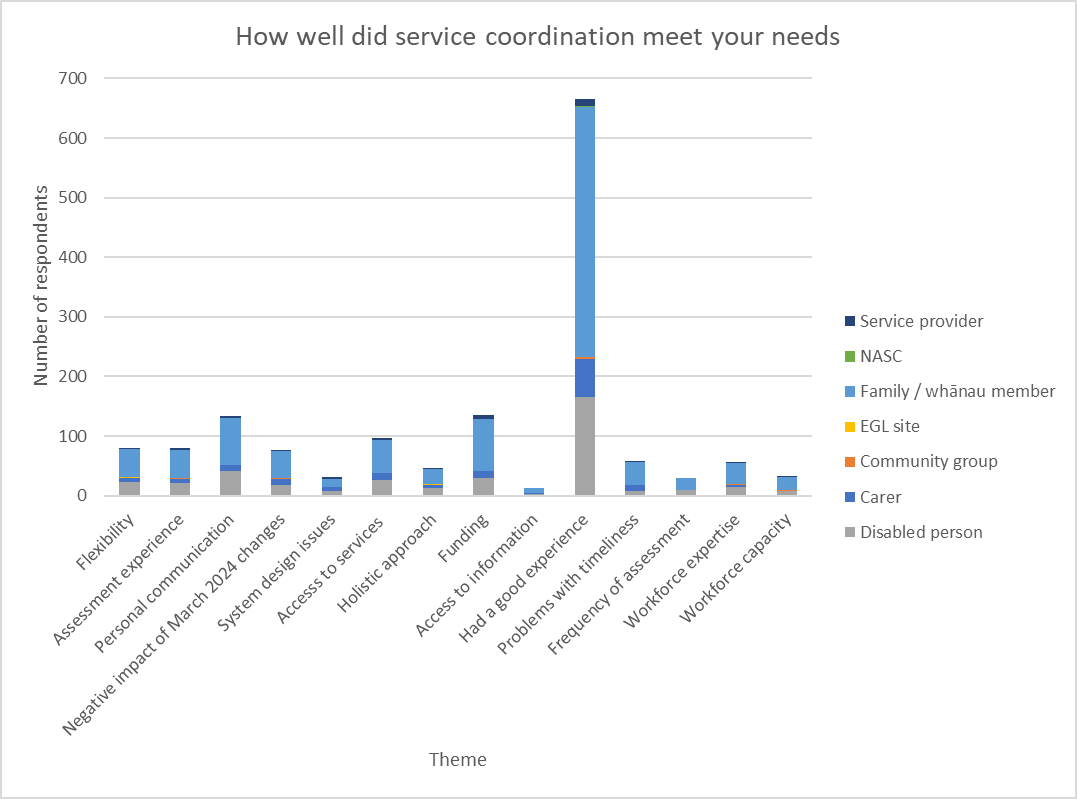 How well did service coordination meet your needs
Number of respondents
700
600
500
400
300
200
100
0
Flexibility
Assessment experience
Personal communication
Negative impact of March 2024 changes
System design issues
Accesss to services
Holistic approach
Funding
Access to information
Had a good experience
Problems with timeliness
Frequency of assessment
Workforce expertise
Workforce capacity
Theme
Service provider
NASC
Family / whānau member
EGL site
Community group
Carer
Disabled person